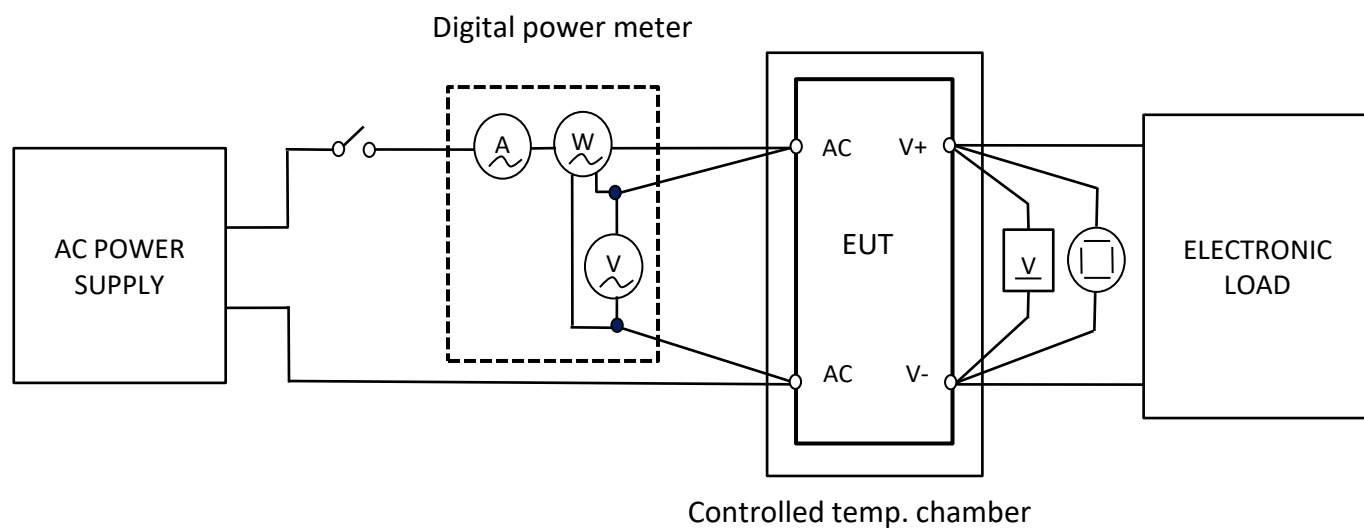 Digital power meter
A
W
AC
V+
AC POWER
SUPPLY
V
EUT
V
ELECTRONIC
LOAD
AC
V-
Controlled temp. chamber